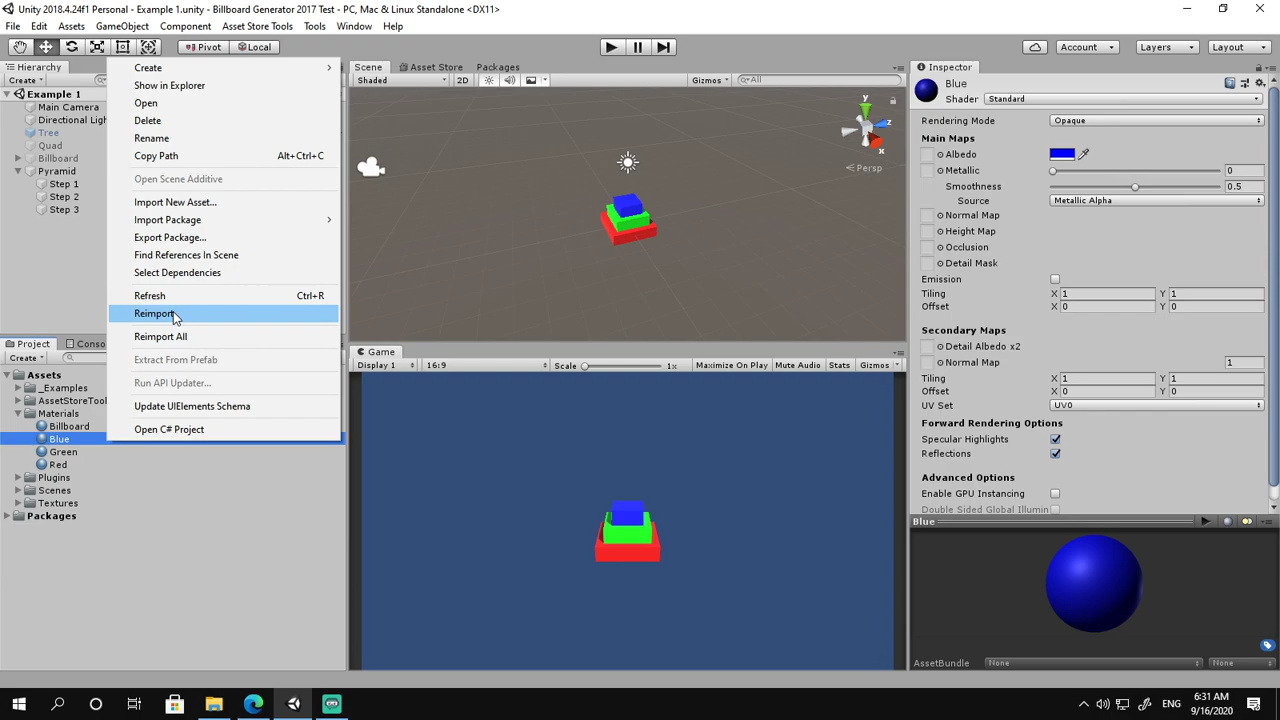 Unity 2018.4.24f1 Personal - Example 1.unity - Billboard Generator 2017 Test - PC, Mac & Linux Standalone <DX11>
File Edit Assets GameObject Component Asset Store Tools Tools Window Help
Pivot Local Account Layers Layout
Hierarchy
Create
Example 1
Main Camera
Directional Ligh
Tree
Quad
Billboard
Pyramid
Step 1
Step 2
Step 3
Create
Show in Explorer
Open
Delete
Rename
Copy Path Alt+Ctrl+C
Open Scene Additive
Import New Asset...
Import Package
Export Package...
Find References In Scene
Select Dependencies
Refresh Ctrl+R
Reimport
Reimport All
Extract From Prefab
Run API Updater...
Update UIElements Schema
Open C# Project
Project Conso
Create
Assets
_Examples
AssetStoreTool
Materials
Billboard
Blue
Green
Red
Plugins
Scenes
Textures
Packages
Scene Asset Store Packages
Shaded 2D Gizmos All
y
z
x
Persp
Game
Display 1 16:9 Scale 1x Maximize On Play Mute Audio Stats Gizmos
Inspector
Blue
Shader Standard
Rendering Mode Opaque
Main Maps
Albedo
Metallic 0
Smoothness 0.5
Source Metallic Alpha
Normal Map
Height Map
Occlusion
Detail Mask
Emission
Tiling X 1 Y 1
Offset X 0 Y 0
Secondary Maps
Detail Albedo x2
Normal Map 1
Tiling X 1 Y 1
Offset X 0 Y 0
UV Set UV0
Forward Rendering Options
Specular Highlights
Reflections
Advanced Options
Enable GPU Instancing
Double Sided Global Illumin
Blue
AssetBundle None None
ENG
6:31 AM
9/16/2020